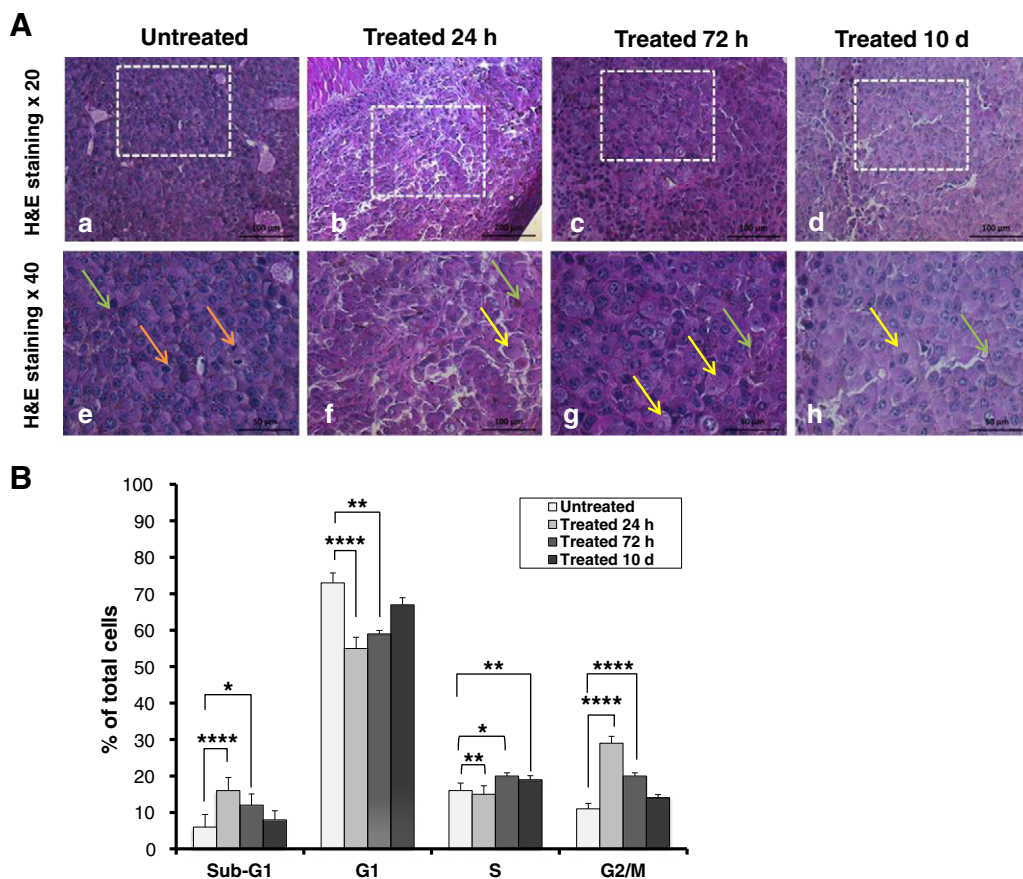 A
Untreated Treated 24 h Treated 72 h Treated 10 d
H&E staining x 20
a b c d
100 µm 100 µm 100 µm 100 µm
H&E staining x 40
e f g h
50 µm 100 µm 50 µm 50 µm
B
% of total cells
100
90
80
70
60
50
40
30
20
10
0
Untreated
Treated 24 h
Treated 72 h
Treated 10 d
* **** ** **** ** * ** **** ****
Sub-G1 G1 S G2/M